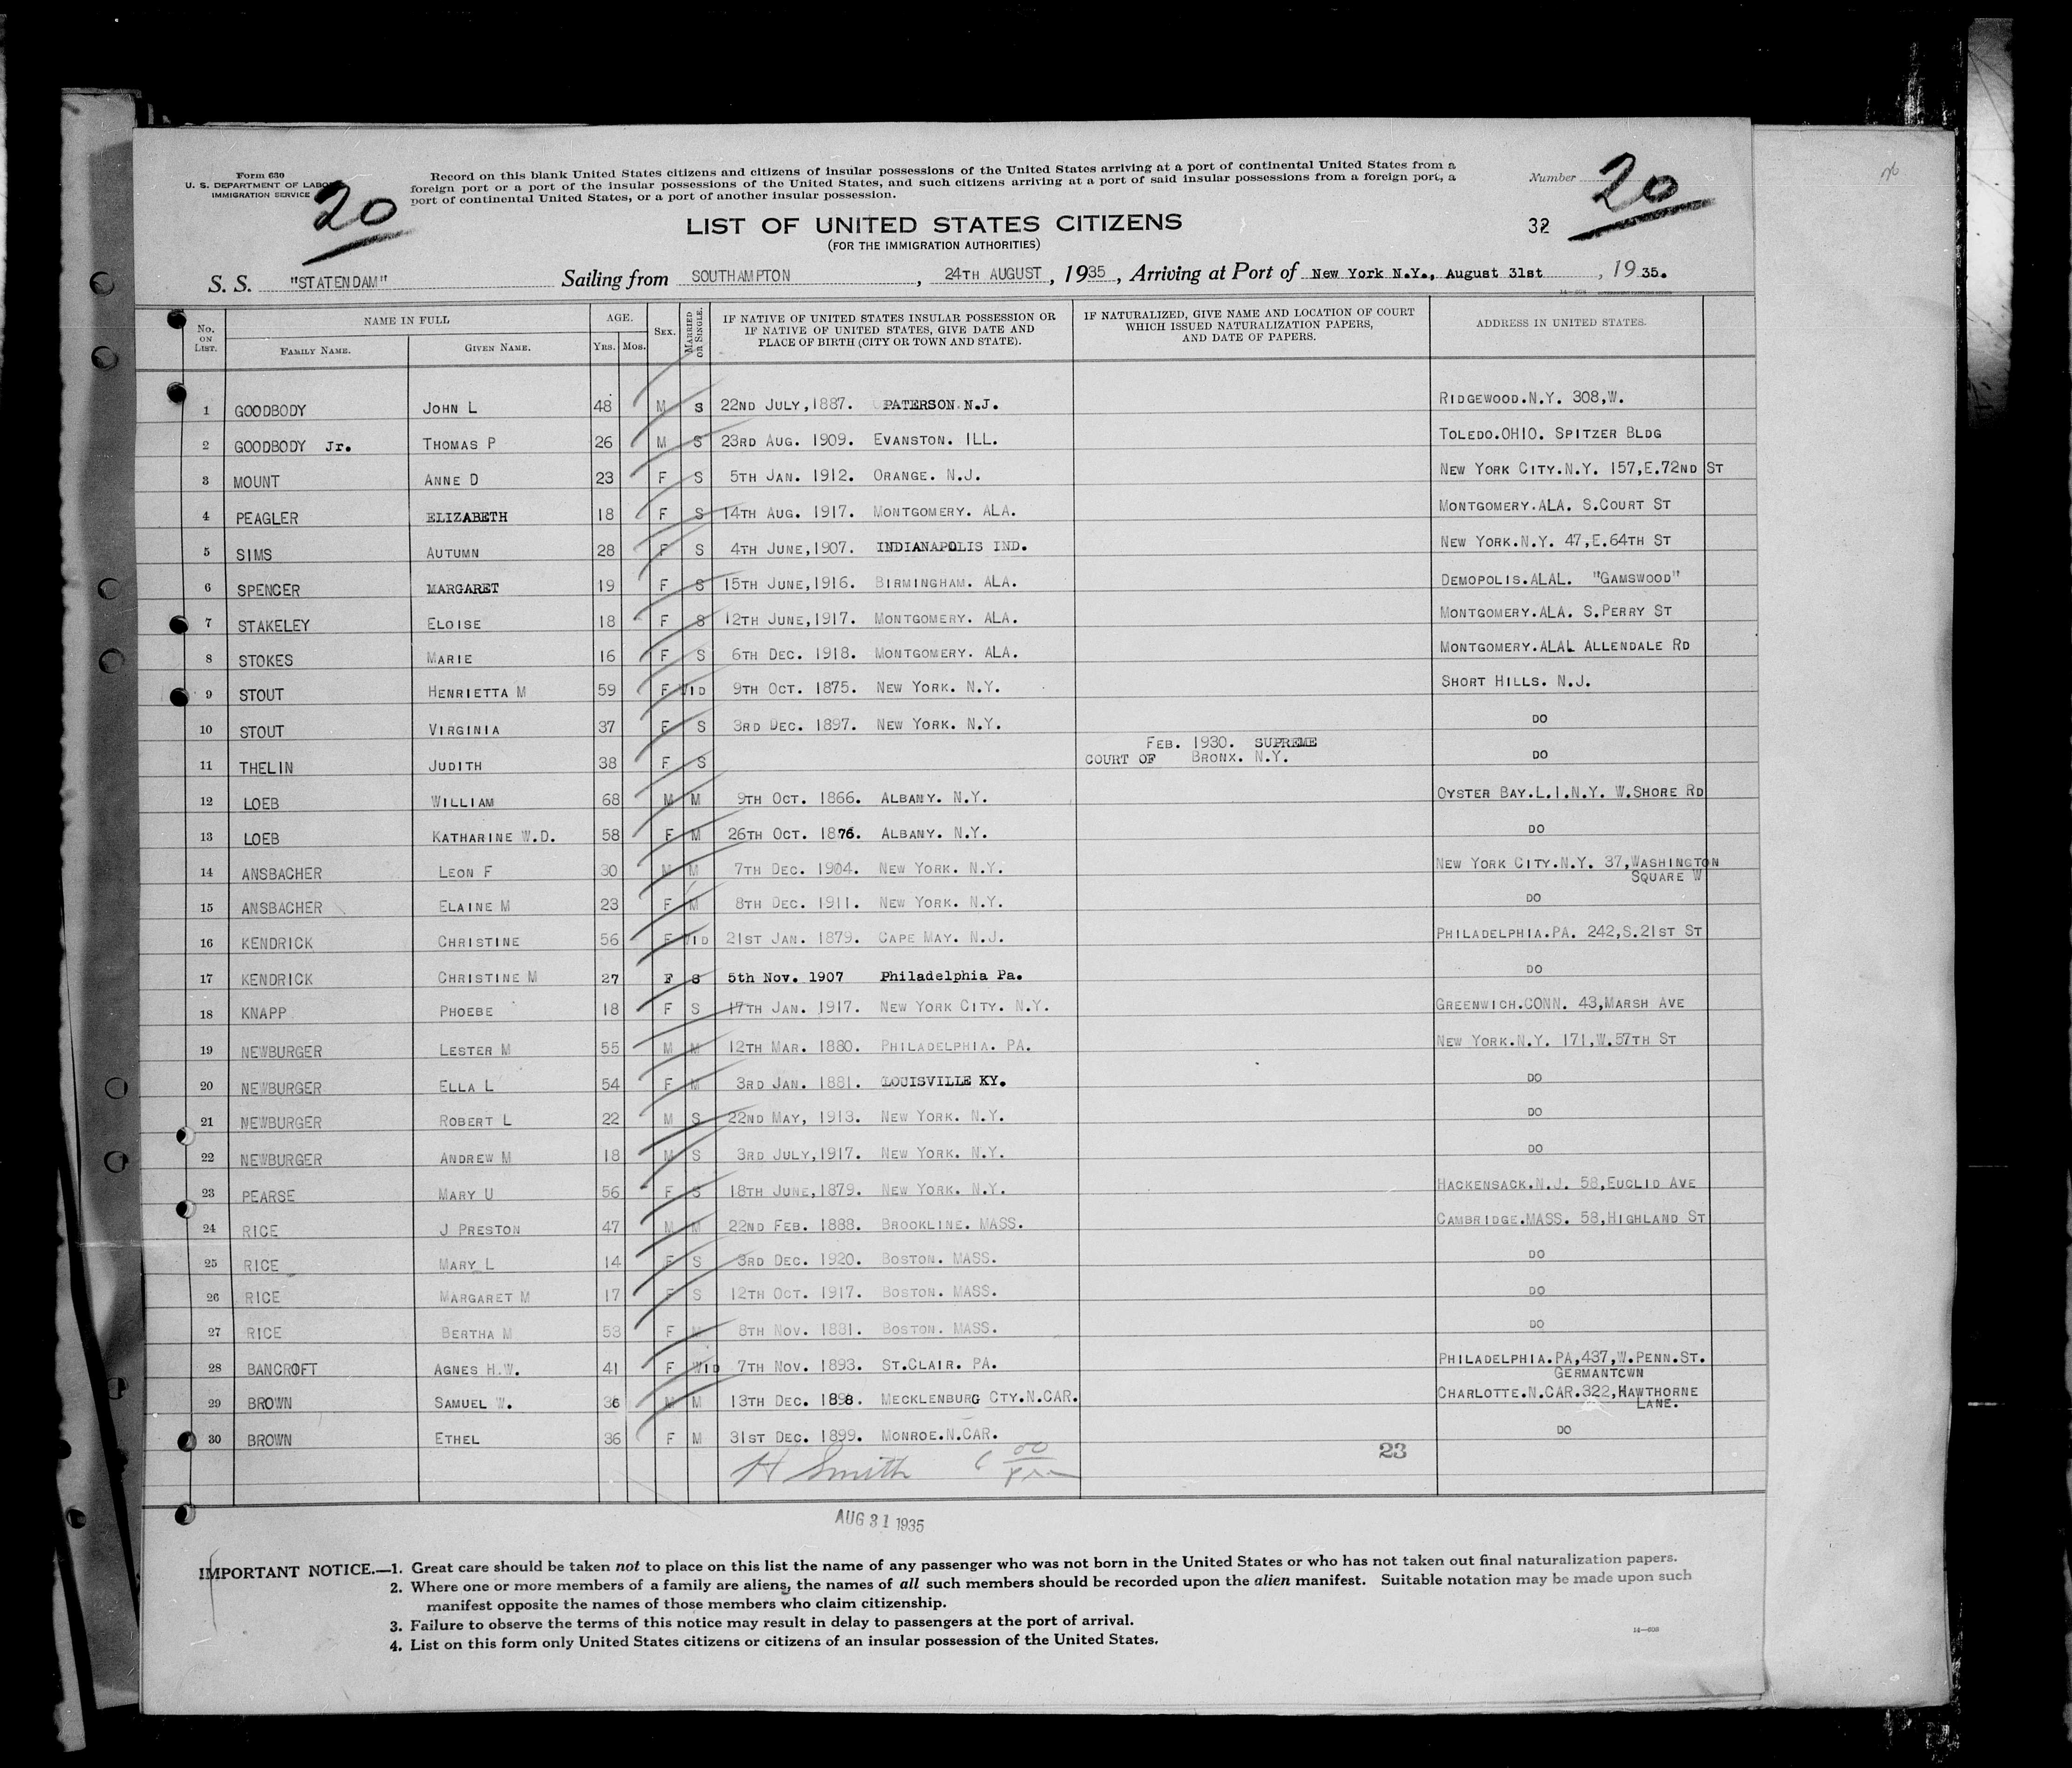 Form 630
U. S. DEPARTMENT OF LABOR
IMMIGRATION SERVICE
20
Record on this blank United States citizens and citizens of insular possessions of the United States arriving at a port of continental United States from a
foreign port or a port of the insular possessions of the United States, and such citizens arriving at a port of said insular possessions from a foreign port, a
port of continental United States, or a port of another insular possession.
Number 20
LIST OF UNITED STATES CITIZENS
32
(FOR THE IMMIGRATION AUTHORITIES)
S. S. "STATENDAM" Sailing from SOUTHAMPTON, 24TH AUGUST, 1935, Arriving at Port of New York N.Y., August 31st, 1935.
No. ON LIST. NAME IN FULL FAMILY NAME. GIVEN NAME. AGE. YRS. MOS. SEX. MARRIED OR SINGLE. IF NATIVE OF UNITED STATES INSULAR POSSESSION OR IF NATIVE OF UNITED STATES, GIVE DATE AND PLACE OF BIRTH (CITY OR TOWN AND STATE). IF NATURALIZED, GIVE NAME AND LOCATION OF COURT WHICH ISSUED NATURALIZATION PAPERS, AND DATE OF PAPERS. ADDRESS IN UNITED STATES.
1 GOODBODY JOHN L 48 M S 22ND JULY,1887. PATERSON N.J. RIDGEWOOD.N.Y. 308,W.
2 GOODBODY Jr. THOMAS P 26 M S 23RD AUG. 1909. EVANSTON. ILL. TOLEDO.OHIO. SPITZER BLDG
3 MOUNT ANNE D 23 F S 5TH JAN. 1912. ORANGE. N.J. NEW YORK CITY.N.Y. 157,E.72ND ST
4 PEAGLER ELIZABETH 18 F S 14TH AUG. 1917. MONTGOMERY. ALA. MONTGOMERY.ALA. S.COURT ST
5 SIMS AUTUMN 28 F S 4TH JUNE,1907. INDIANAPOLIS IND. NEW YORK.N.Y. 47,E.64TH ST
6 SPENCER MARGARET 19 F S 15TH JUNE,1916. BIRMINGHAM. ALA. DEMOPOLIS.ALAL. "GAMSWOOD"
7 STAKELEY ELOISE 18 F S 12TH JUNE,1917. MONTGOMERY. ALA. MONTGOMERY.ALA. S.PERRY ST
8 STOKES MARIE 16 F S 6TH DEC. 1918. MONTGOMERY. ALA. MONTGOMERY.ALAL ALLENDALE RD
9 STOUT HENRIETTA M 59 F WID 9TH OCT. 1875. NEW YORK. N.Y. SHORT HILLS. N.J.
10 STOUT VIRGINIA 37 F S 3RD DEC. 1897. NEW YORK. N.Y. DO
11 THELIN JUDITH 38 F S FEB. 1930. SUPREME COURT OF BRONX. N.Y. DO
12 LOEB WILLIAM 68 M M 9TH OCT. 1866. ALBANY. N.Y. OYSTER BAY.L.I.N.Y. W.SHORE RD
13 LOEB KATHARINE W.D. 58 F M 26TH OCT. 1876. ALBANY. N.Y. DO
14 ANSBACHER LEON F 30 M M 7TH DEC. 1904. NEW YORK. N.Y. NEW YORK CITY.N.Y. 37,WASHINGTON SQUARE W
15 ANSBACHER ELAINE M 23 F M 8TH DEC. 1911. NEW YORK. N.Y. DO
16 KENDRICK CHRISTINE 56 F WID 21ST JAN. 1879. CAPE MAY. N.J. PHILADELPHIA.PA. 242,S.21ST ST
17 KENDRICK CHRISTINE M 27 F S 5th Nov. 1907 Philadelphia Pa. DO
18 KNAPP PHOEBE 18 F S 17TH JAN. 1917. NEW YORK CITY. N.Y. GREENWICH.CONN. 43,MARSH AVE
19 NEWBURGER LESTER M 55 M M 12TH MAR. 1880. PHILADELPHIA. PA. NEW YORK.N.Y. 171,W.57TH ST
20 NEWBURGER ELLA L 54 F M 3RD JAN. 1881. LOUISVILLE KY. DO
21 NEWBURGER ROBERT L 22 M S 22ND MAY, 1913. NEW YORK. N.Y. DO
22 NEWBURGER ANDREW M 18 M S 3RD JULY,1917. NEW YORK. N.Y. DO
23 PEARSE MARY U 56 F S 18TH JUNE,1879. NEW YORK. N.Y. HACKENSACK.N.J. 58,EUCLID AVE
24 RICE J PRESTON 47 M M 22ND FEB. 1888. BROOKLINE. MASS. CAMBRIDGE.MASS. 58,HIGHLAND ST
25 RICE MARY L 14 F S 3RD DEC. 1920. BOSTON. MASS. DO
26 RICE MARGARET M 17 F S 12TH OCT. 1917. BOSTON. MASS. DO
27 RICE BERTHA M 53 F M 8TH NOV. 1881. BOSTON. MASS. DO
28 BANCROFT AGNES H.W. 41 F WID 7TH NOV. 1893. ST.CLAIR. PA. PHILADELPHIA.PA,437,W.PENN.ST. GERMANTOWN
29 BROWN SAMUEL W. 36 M M 13TH DEC. 1898. MECKLENBURG CTY.N.CAR. CHARLOTTE.N.CAR.322,HAWTHORNE LANE.
30 BROWN ETHEL 36 F M 31ST DEC. 1899. MONROE.N.CAR. DO
H Smith
23
AUG 31 1935
IMPORTANT NOTICE.—1. Great care should be taken not to place on this list the name of any passenger who was not born in the United States or who has not taken out final naturalization papers.
2. Where one or more members of a family are aliens, the names of all such members should be recorded upon the alien manifest. Suitable notation may be made upon such
manifest opposite the names of those members who claim citizenship.
3. Failure to observe the terms of this notice may result in delay to passengers at the port of arrival.
4. List on this form only United States citizens or citizens of an insular possession of the United States.
14—608